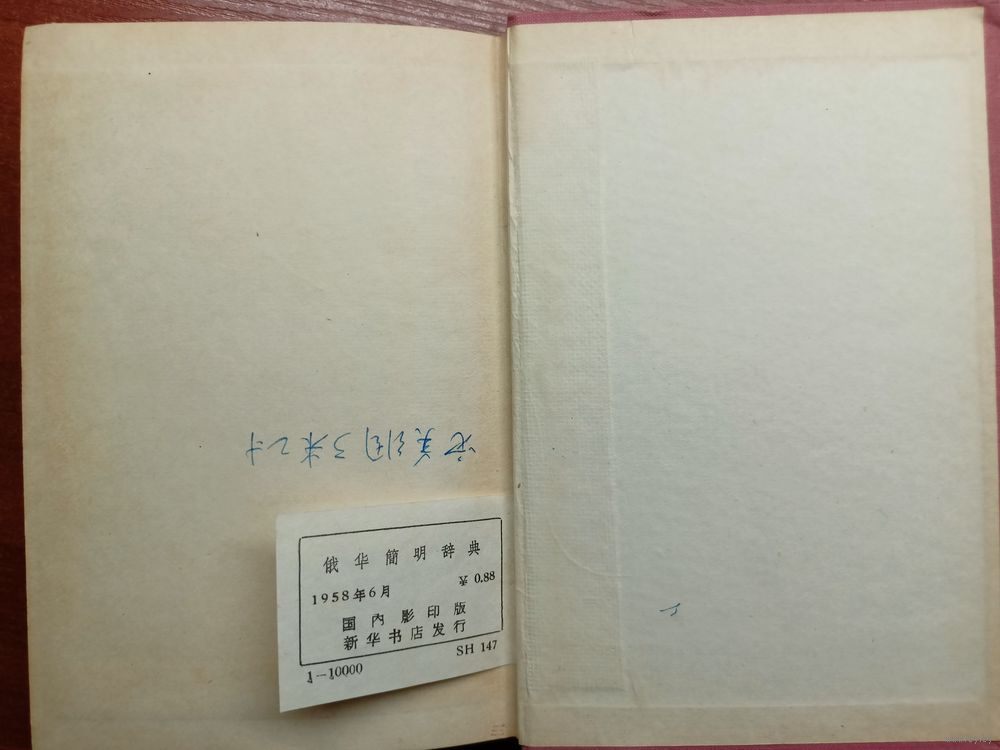 俄华簡明辞典
1958年6月 ￥0.88
国內影印版
新华书店发行
1—10000 SH 147